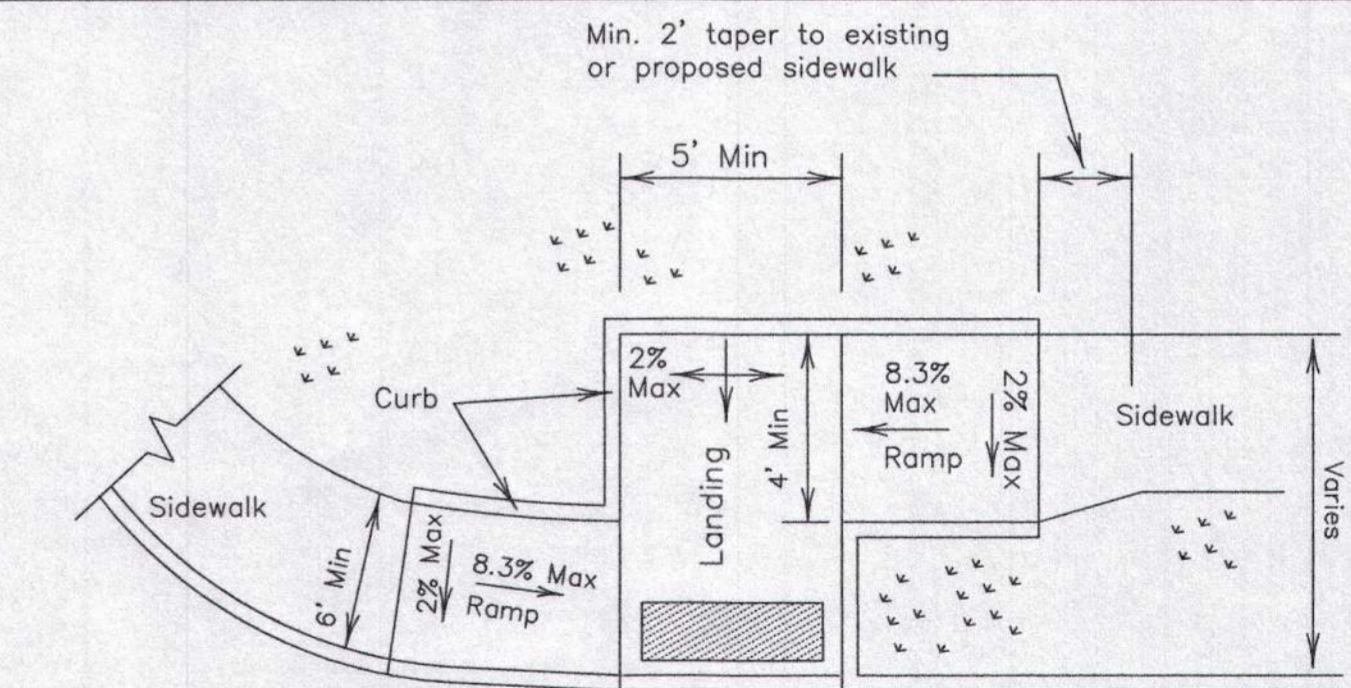 Min. 2' taper to existing
or proposed sidewalk
5' Min
Curb
2%
Max
Landing
4' Min
8.3%
Max
Ramp
2% Max
Sidewalk
Varies
Sidewalk
6' Min
2% Max
8.3% Max
Ramp